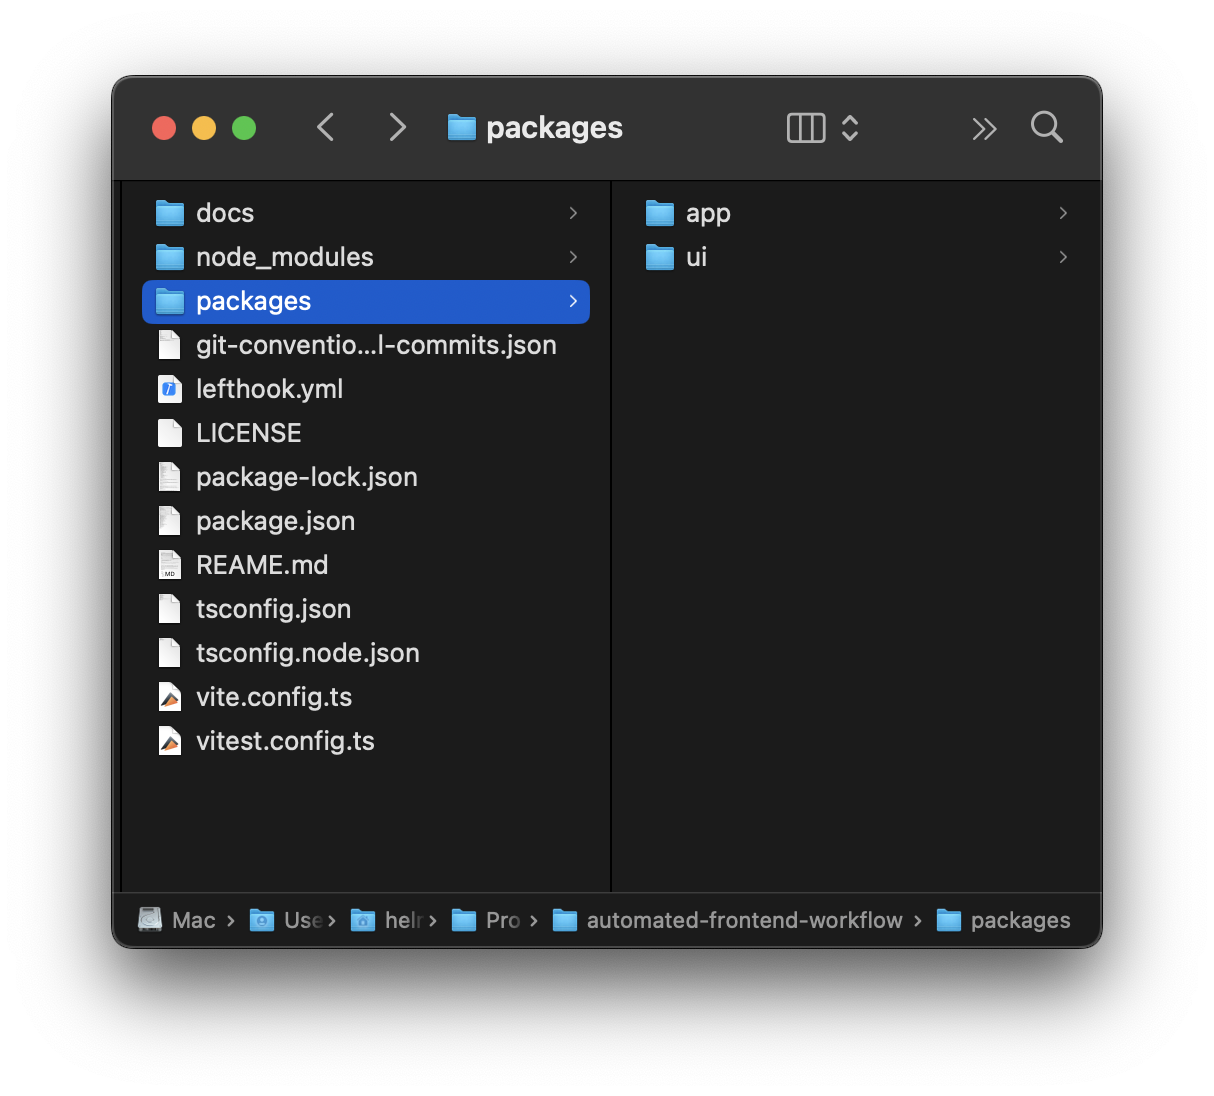 packages
docs
node_modules
packages
git-conventio...l-commits.json
lefthook.yml
LICENSE
package-lock.json
package.json
REAME.md
tsconfig.json
tsconfig.node.json
vite.config.ts
vitest.config.ts
app
ui
Mac › Use › helr › Pro › automated-frontend-workflow › packages